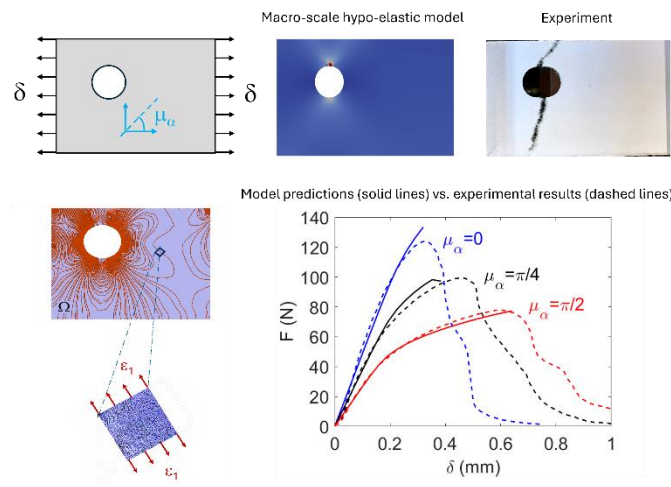 Macro-scale hypo-elastic model
Experiment
δ
μα
δ
Model predictions (solid lines) vs. experimental results (dashed lines)
Ω
ε1
ε1
F (N)
140
120
100
80
60
40
20
0
μα=0
μα=π/4
μα=π/2
0 0.2 0.4 0.6 0.8 1
δ (mm)